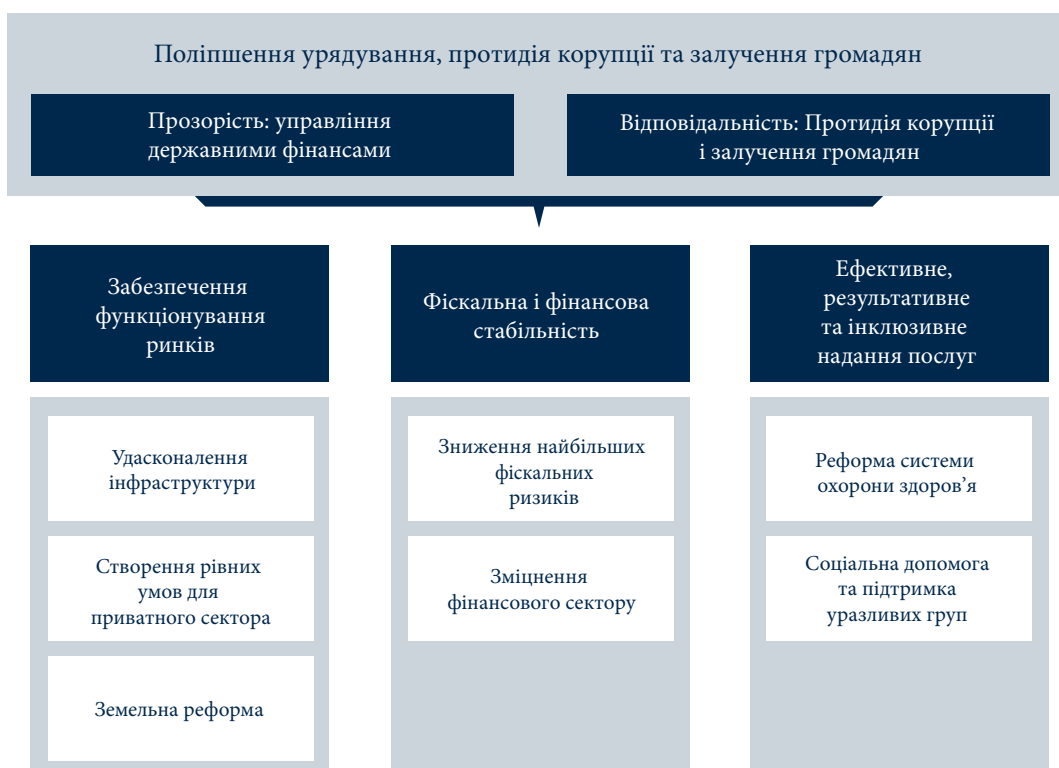 Поліпшення урядування, протидія корупції та залучення громадян
Прозорість: управління
державними фінансами
Відповідальність: Протидія корупції
і залучення громадян
Забезпечення
функціонування
ринків
Фіскальна і фінансова
стабільність
Ефективне,
результативне
та інклюзивне
надання послуг
Удасконалення
інфраструктури
Створення рівних
умов для
приватного сектора
Земельна реформа
Зниження найбільших
фіскальних
ризиків
Зміцнення
фінансового сектору
Реформа системи
охорони здоров’я
Соціальна допомога
та підтримка
уразливих груп